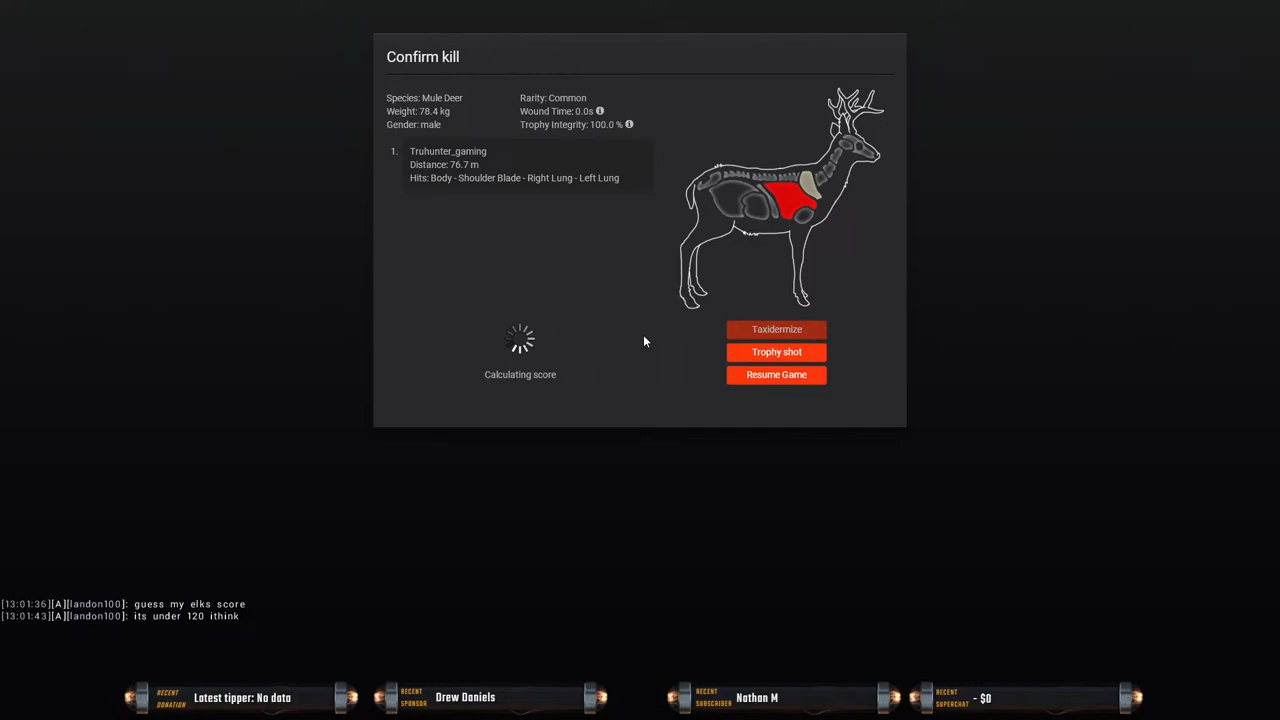 Confirm kill
Species: Mule Deer
Weight: 78.4 kg
Gender: male
Rarity: Common
Wound Time: 0.0s
Trophy Integrity: 100.0 %
1.
Truhunter_gaming
Distance: 76.7 m
Hits: Body - Shoulder Blade - Right Lung - Left Lung
Calculating score
Taxidermize
Trophy shot
Resume Game
[13:01:36][A][landon100]: guess my elks score
[13:01:43][A][landon100]: its under 120 ithink
RECENT DONATION
Latest tipper: No data
RECENT SPONSOR
Drew Daniels
RECENT SUBSCRIBER
Nathan M
RECENT SUPERCHAT
- $0